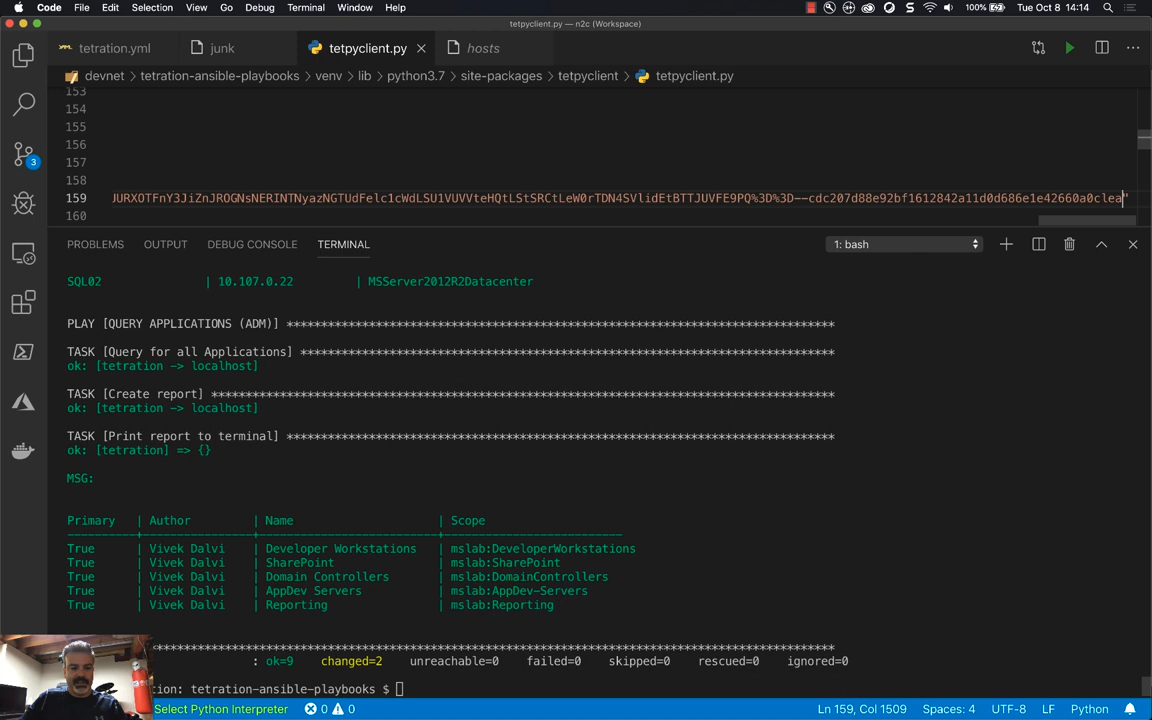 Code File Edit Selection View Go Debug Terminal Window Help 100% Tue Oct 8 14:14
tetpyclient.py — n2c (Workspace)
tetration.yml junk tetpyclient.py hosts
devnet › tetration-ansible-playbooks › venv › lib › python3.7 › site-packages › tetpyclient › tetpyclient.py
153
154
155
156
157
158
159 JURXOTFnY3JiZnJROGNsNERINTNyazNGTUdFelc1cWdLSU1VUVVteHQtLStSRCtLeW0rTDN4SVlidEtBTTJUVFE9PQ%3D%3D--cdc207d88e92bf1612842a11d0d686e1e42660a0clea"
160
PROBLEMS OUTPUT DEBUG CONSOLE TERMINAL 1: bash
SQL02 | 10.107.0.22 | MSServer2012R2Datacenter
PLAY [QUERY APPLICATIONS (ADM)] ******************************************************************************
TASK [Query for all Applications] ****************************************************************************
ok: [tetration -> localhost]
TASK [Create report] *****************************************************************************************
ok: [tetration -> localhost]
TASK [Print report to terminal] ******************************************************************************
ok: [tetration] => {}
MSG:
Primary | Author | Name | Scope
True | Vivek Dalvi | Developer Workstations | mslab:DeveloperWorkstations
True | Vivek Dalvi | SharePoint | mslab:SharePoint
True | Vivek Dalvi | Domain Controllers | mslab:DomainControllers
True | Vivek Dalvi | AppDev Servers | mslab:AppDev-Servers
True | Vivek Dalvi | Reporting | mslab:Reporting
**************************************************************************************************
: ok=9 changed=2 unreachable=0 failed=0 skipped=0 rescued=0 ignored=0
tion: tetration-ansible-playbooks $
Select Python Interpreter 0 0 Ln 159, Col 1509 Spaces: 4 UTF-8 LF Python